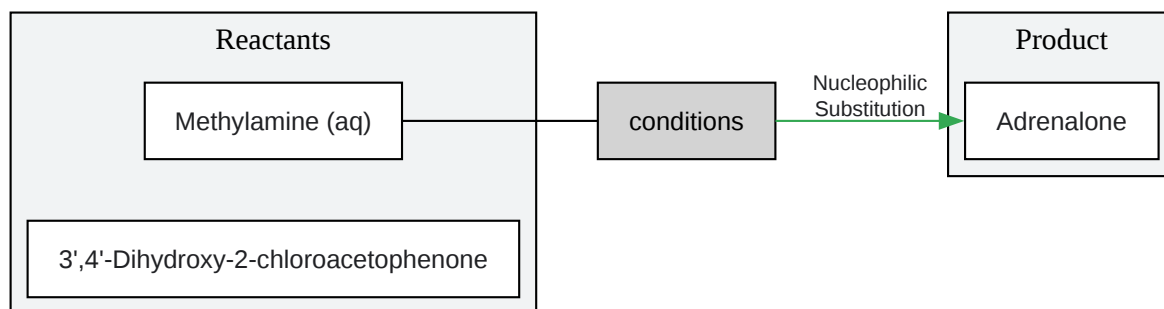 Reactants
Methylamine (aq)
3',4'-Dihydroxy-2-chloroacetophenone
conditions
Nucleophilic
Substitution
Product
Adrenalone